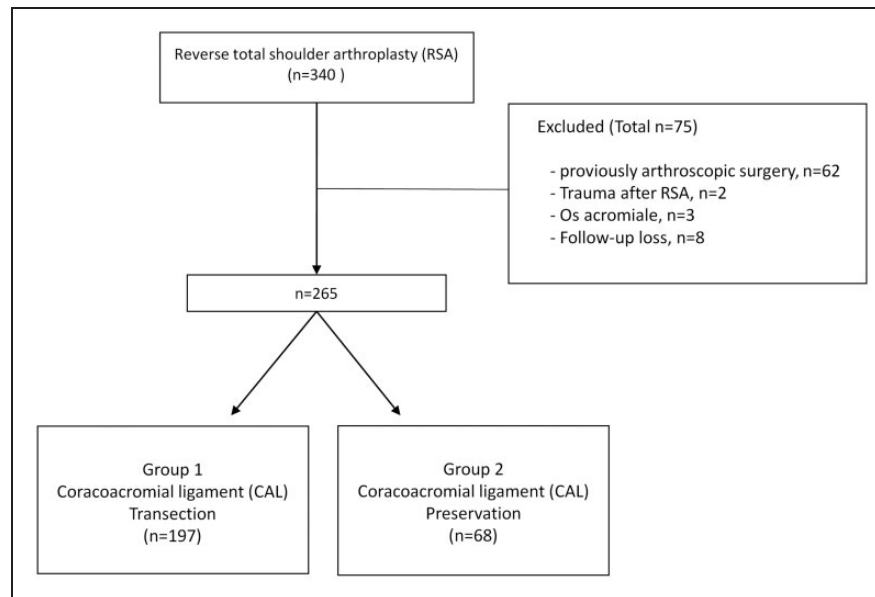 Reverse total shoulder arthroplasty (RSA)
(n=340 )
Excluded (Total n=75)
- proviously arthroscopic surgery, n=62
- Trauma after RSA, n=2
- Os acromiale, n=3
- Follow-up loss, n=8
n=265
Group 1
Coracoacromial ligament (CAL)
Transection
(n=197)
Group 2
Coracoacromial ligament (CAL)
Preservation
(n=68)